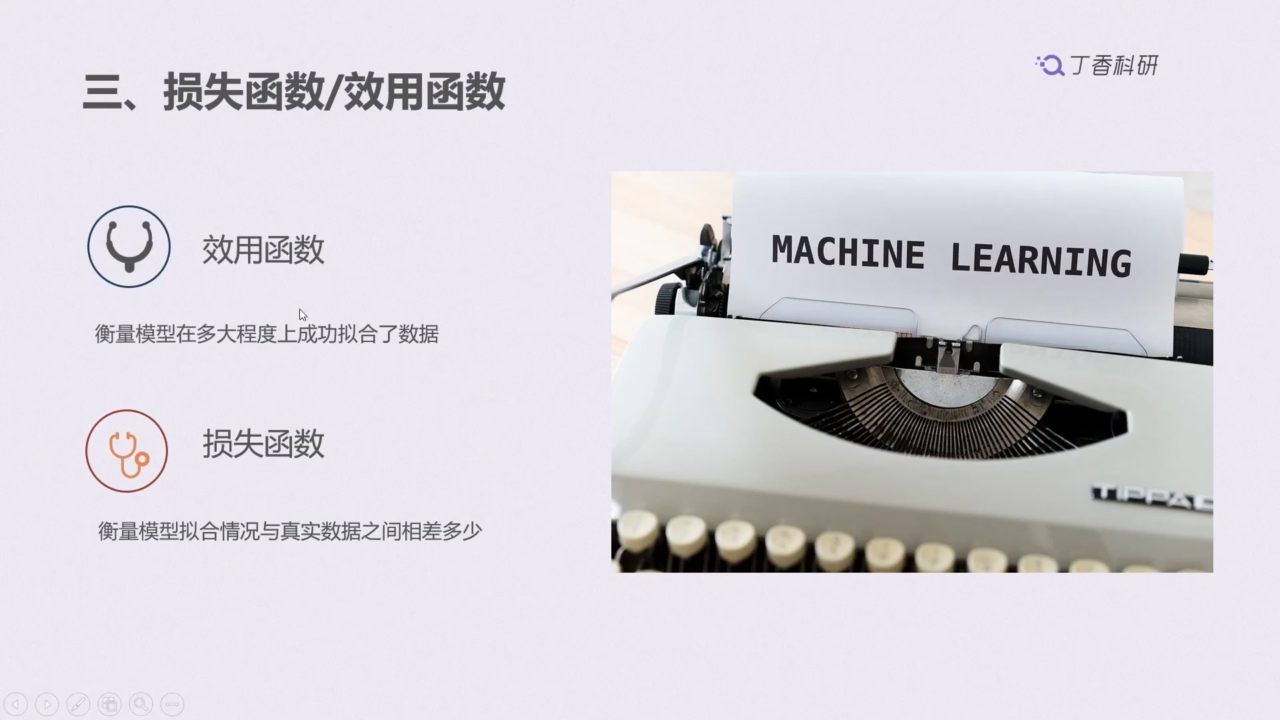 三、损失函数/效用函数
丁香科研
效用函数
衡量模型在多大程度上成功拟合了数据
损失函数
衡量模型拟合情况与真实数据之间相差多少
MACHINE LEARNING